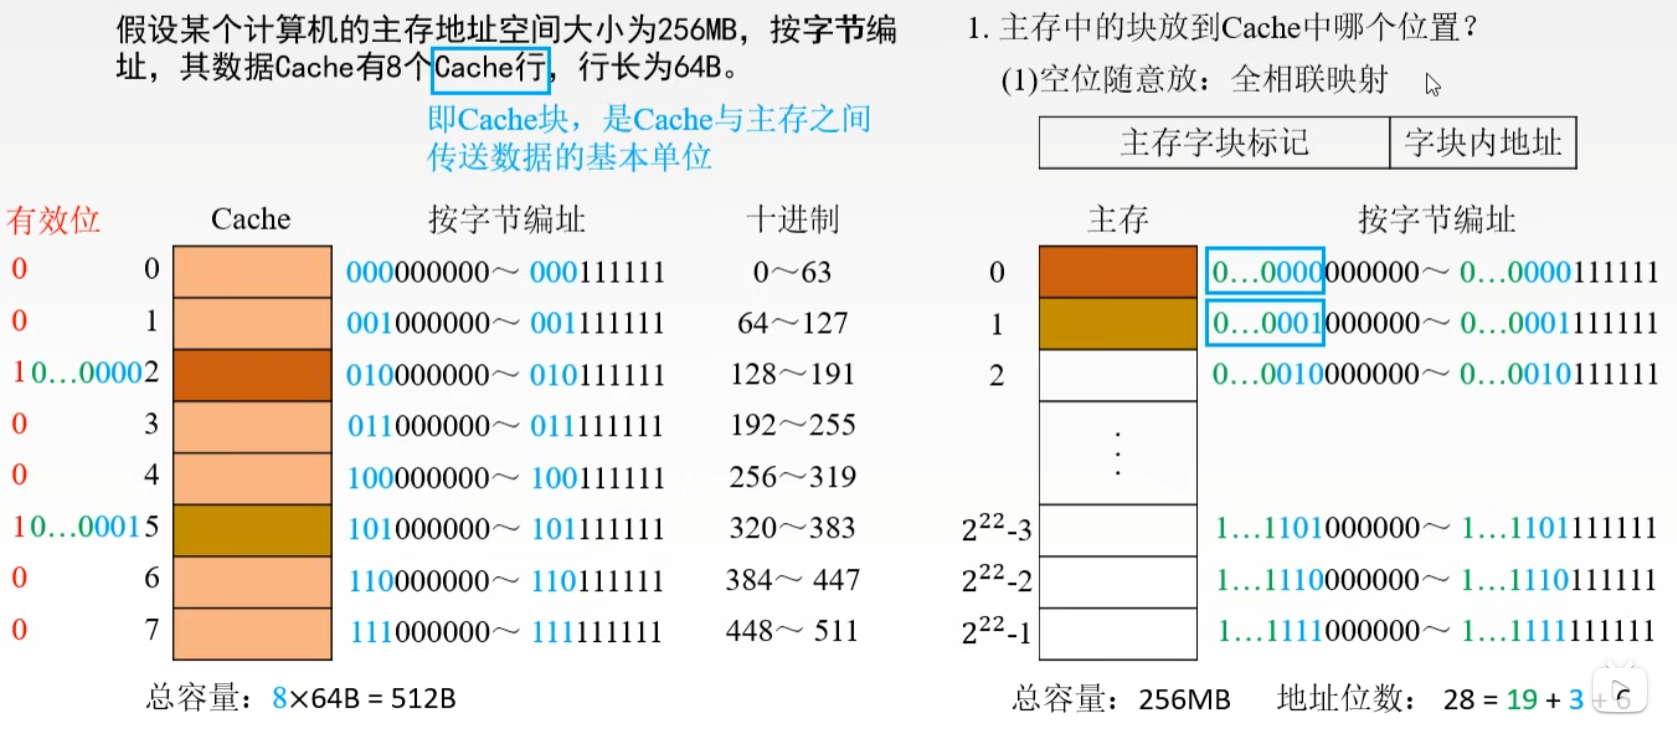 假设某个计算机的主存地址空间大小为256MB，按字节编
址，其数据Cache有8个Cache行，行长为64B。
即Cache块，是Cache与主存之间
传送数据的基本单位
有效位 Cache 按字节编址 十进制
0 0 000000000～ 000111111 0～63
0 1 001000000～ 001111111 64～127
1 0…0000 2 010000000～ 010111111 128～191
0 3 011000000～ 011111111 192～255
0 4 100000000～ 100111111 256～319
1 0…0001 5 101000000～ 101111111 320～383
0 6 110000000～ 110111111 384～ 447
0 7 111000000～ 111111111 448～ 511
总容量：8×64B = 512B
1. 主存中的块放到Cache中哪个位置？
(1)空位随意放：全相联映射
主存字块标记 字块内地址
主存 按字节编址
0 0…0000000000～ 0…0000111111
1 0…0001000000～ 0…0001111111
2 0…0010000000～ 0…0010111111
⋮
2²²-3 1…1101000000～ 1…1101111111
2²²-2 1…1110000000～ 1…1110111111
2²²-1 1…1111000000～ 1…1111111111
总容量：256MB 地址位数： 28 = 19 + 3 + 6